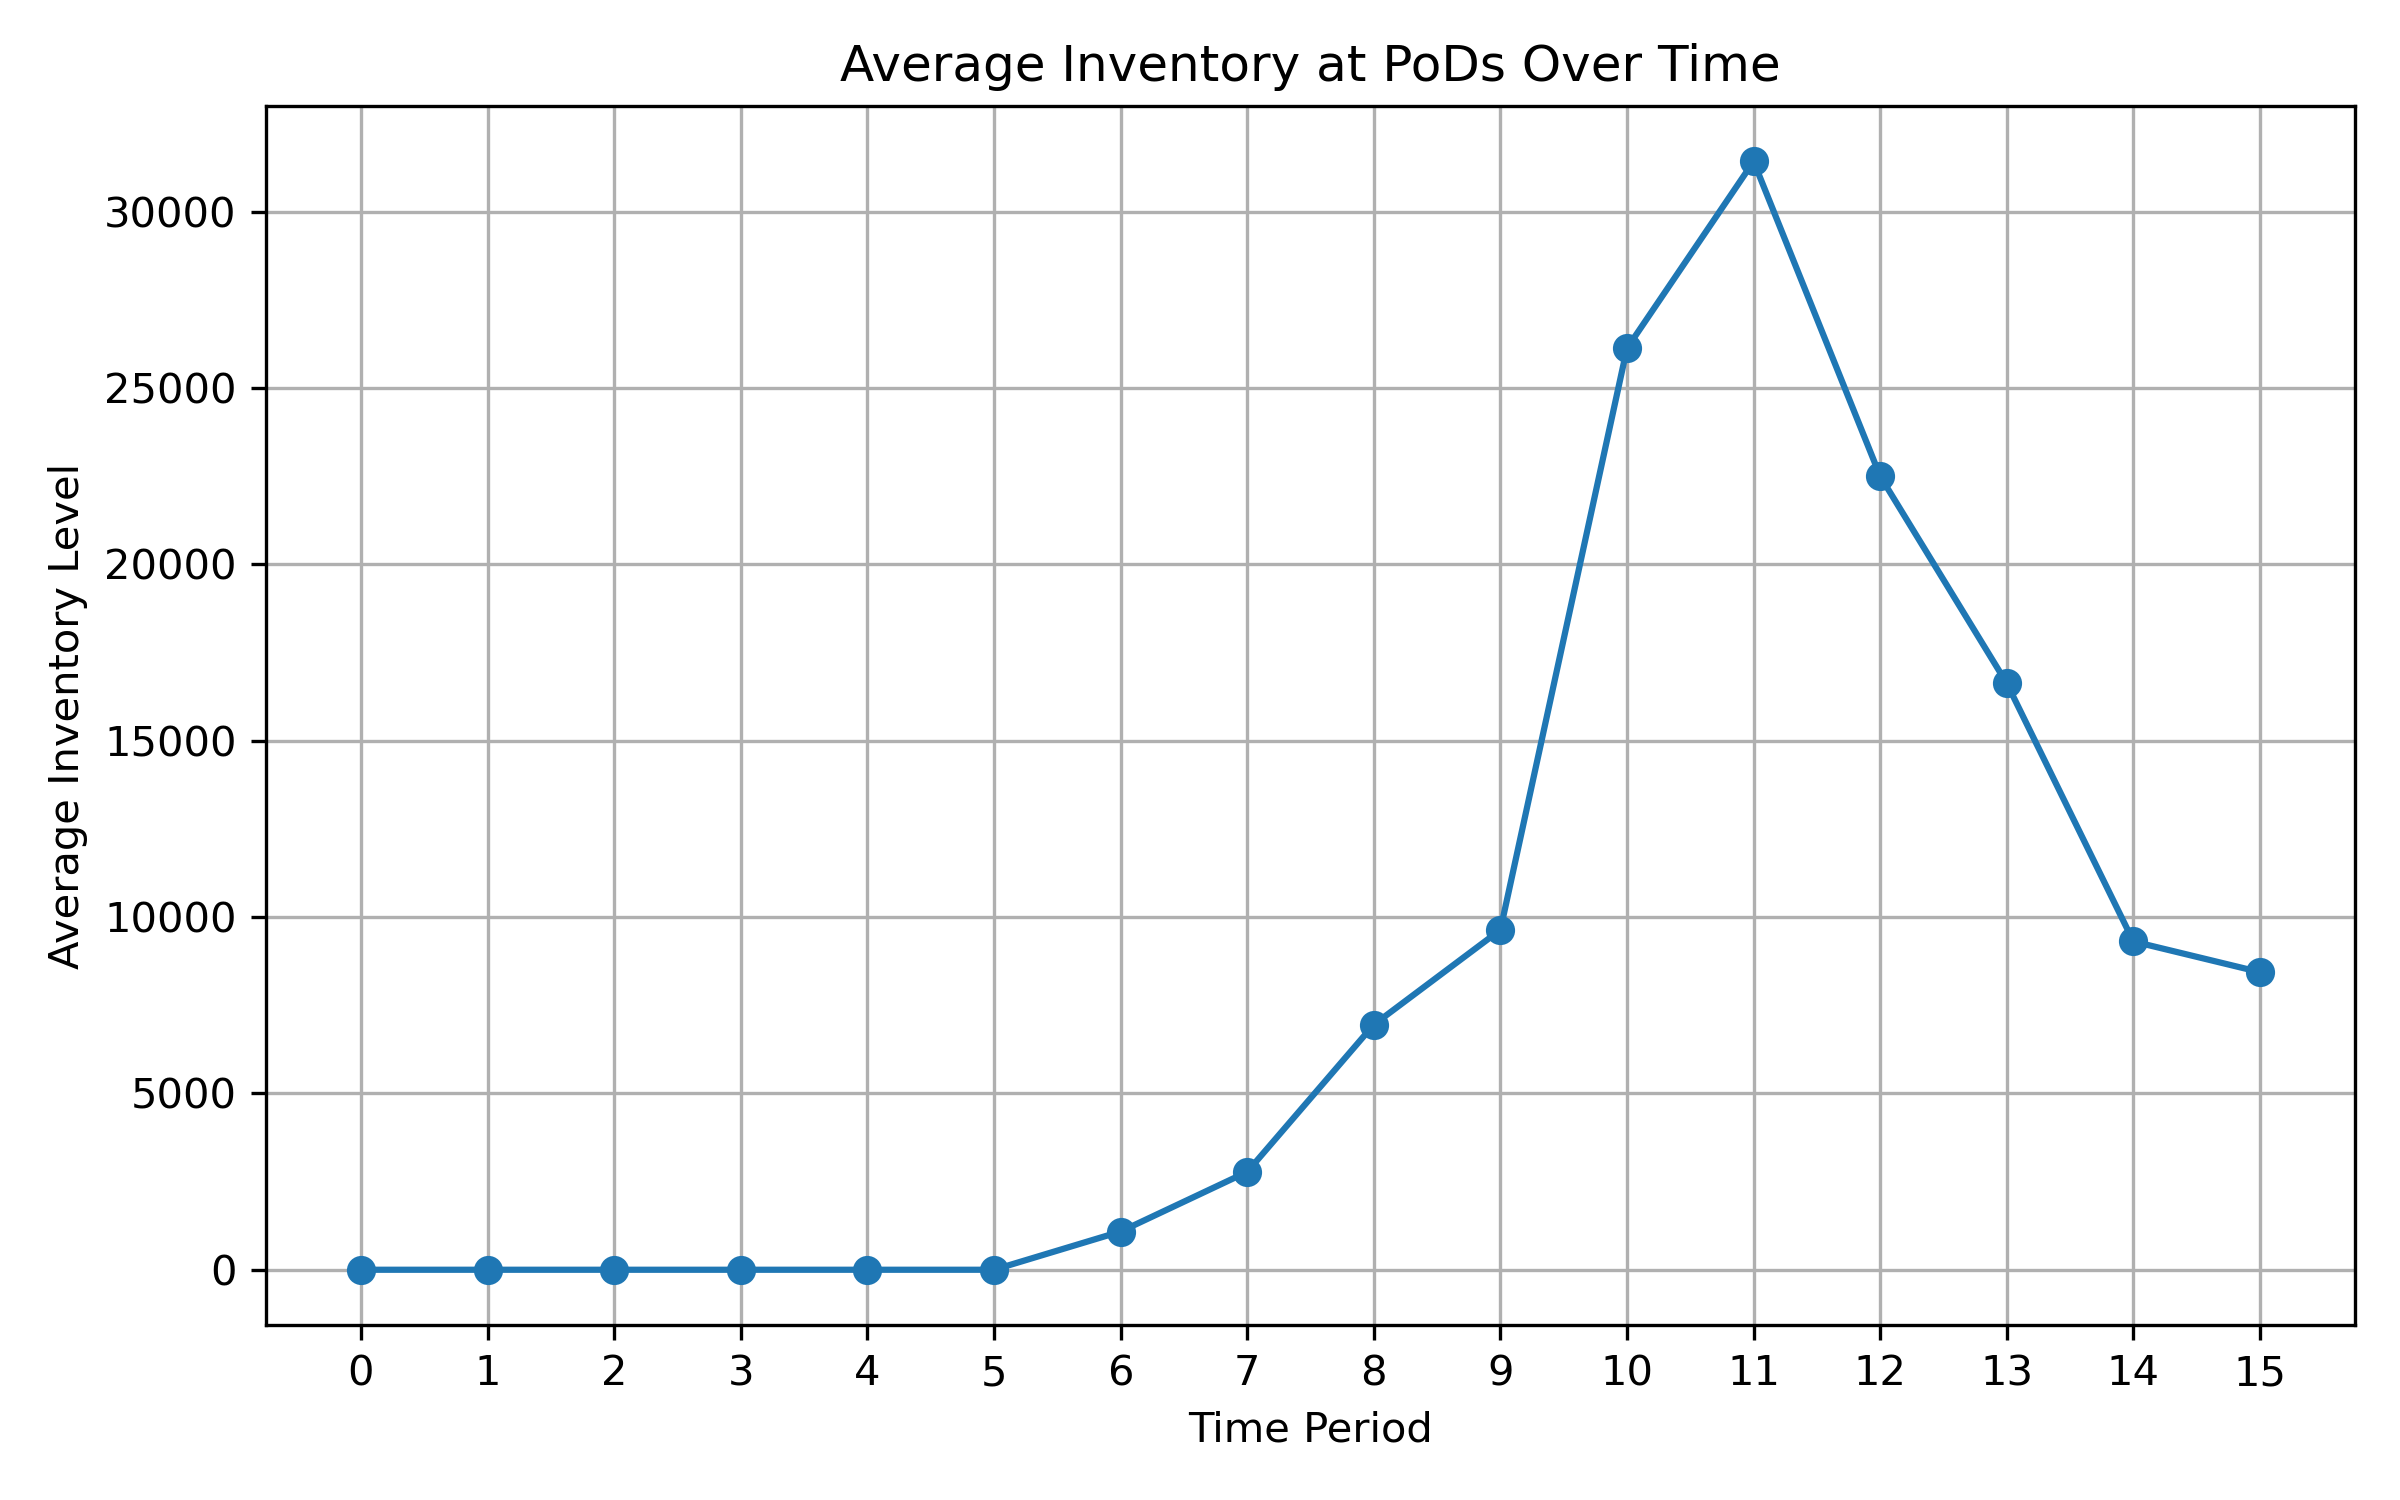 Average Inventory at PoDs Over Time
Average Inventory Level
30000
25000
20000
15000
10000
5000
0
0 1 2 3 4 5 6 7 8 9 10 11 12 13 14 15
Time Period